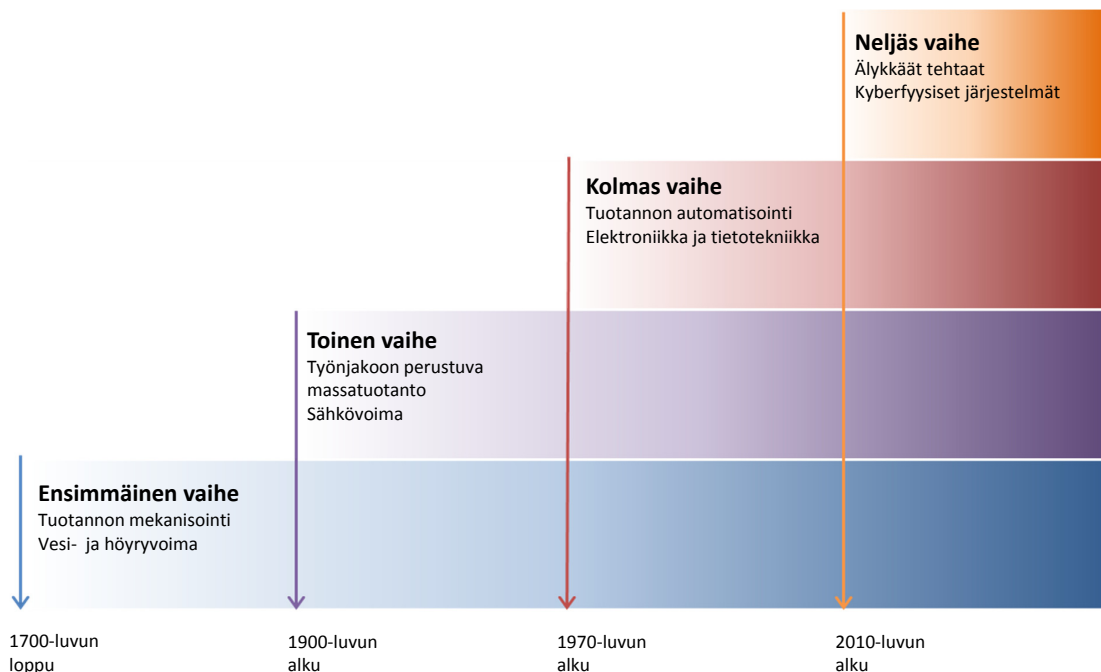 Neljäs vaihe
Älykkäät tehtaat
Kyberfyysiset järjestelmät
Kolmas vaihe
Tuotannon automatisointi
Elektroniikka ja tietotekniikka
Toinen vaihe
Työnjakoon perustuva
massatuotanto
Sähkövoima
Ensimmäinen vaihe
Tuotannon mekanisointi
Vesi- ja höyryvoima
1700-luvun
loppu
1900-luvun
alku
1970-luvun
alku
2010-luvun
alku